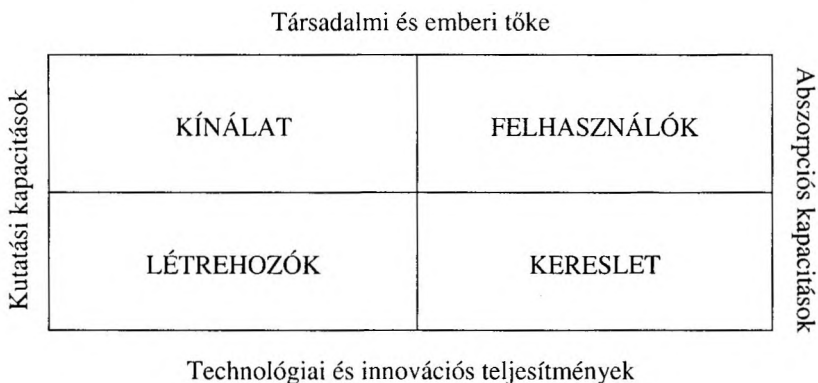 Társadalmi és emberi tőke
Kutatási kapacitások
KÍNÁLAT
FELHASZNÁLÓK
LÉTREHOZÓK
KERESLET
Abszorpciós kapacitások
Technológiai és innovációs teljesítmények